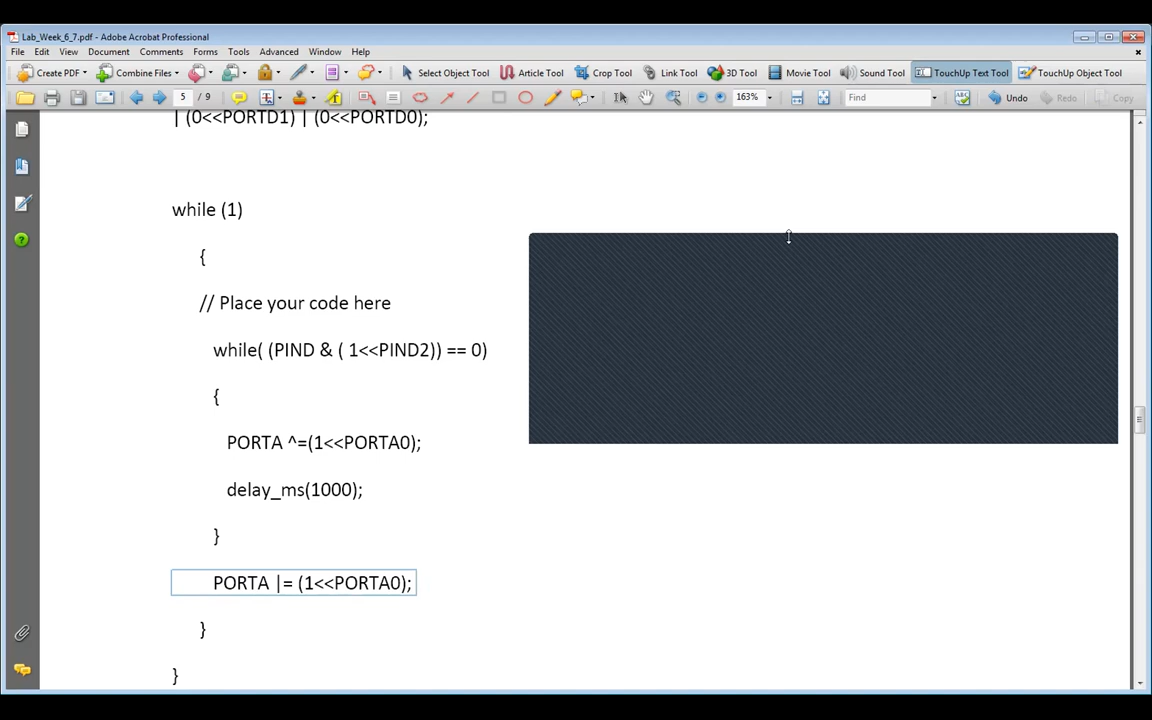 Lab_Week_6_7.pdf - Adobe Acrobat Professional
File Edit View Document Comments Forms Tools Advanced Window Help
Create PDF Combine Files Select Object Tool Article Tool Crop Tool Link Tool 3D Tool Movie Tool Sound Tool TouchUp Text Tool TouchUp Object Tool
5 / 9 163% Find Undo Redo Copy
| (0<<PORTD1) | (0<<PORTD0);
while (1)
{
// Place your code here
while( (PIND & ( 1<<PIND2)) == 0)
{
PORTA ^=(1<<PORTA0);
delay_ms(1000);
}
PORTA |= (1<<PORTA0);
}
}